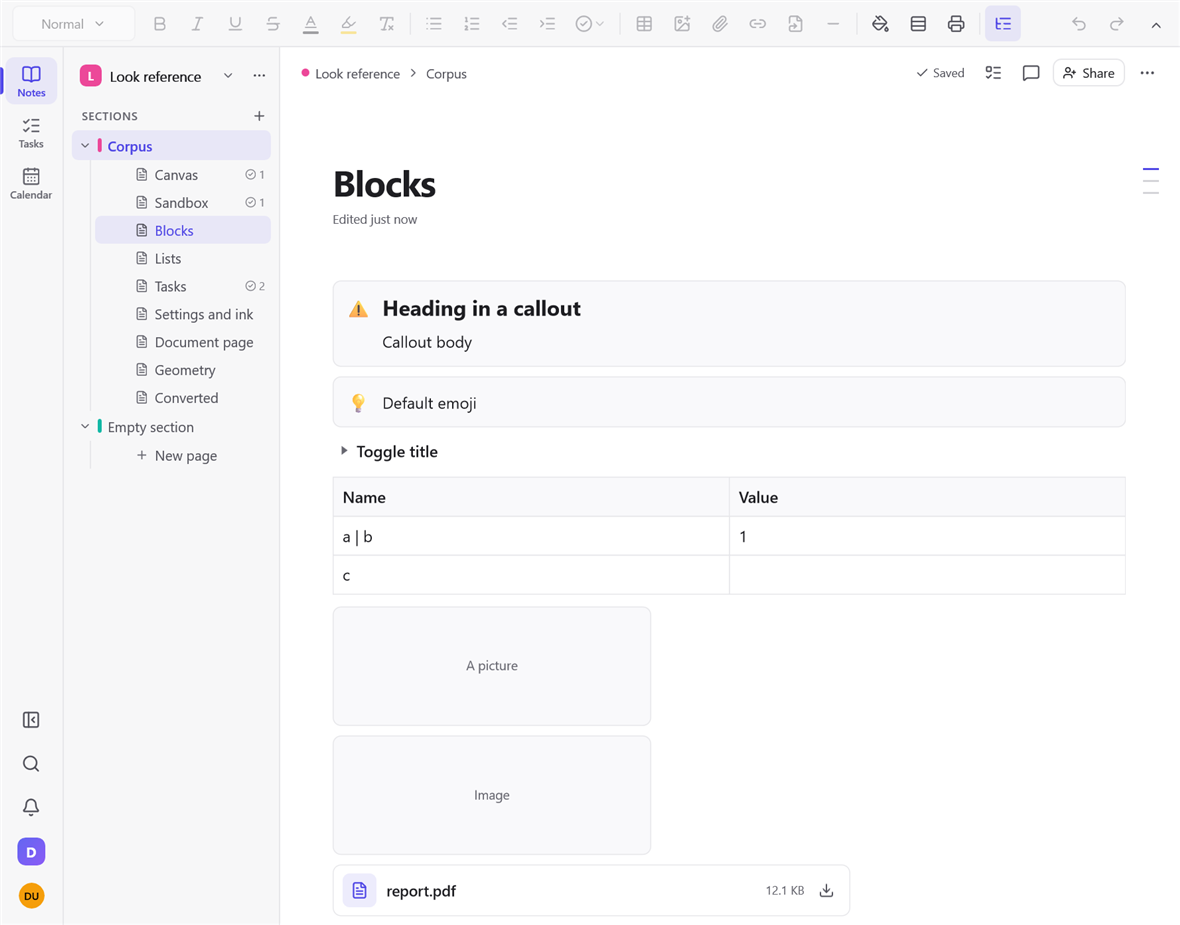 Normal
Notes
Tasks
Calendar
L Look reference
SECTIONS
Corpus
Canvas 1
Sandbox 1
Blocks
Lists
Tasks 2
Settings and ink
Document page
Geometry
Converted
Empty section
New page
D
DU
Look reference > Corpus
Saved
Share
Blocks
Edited just now
Heading in a callout
Callout body
Default emoji
Toggle title
Name Value
a | b 1
c
A picture
Image
report.pdf 12.1 KB